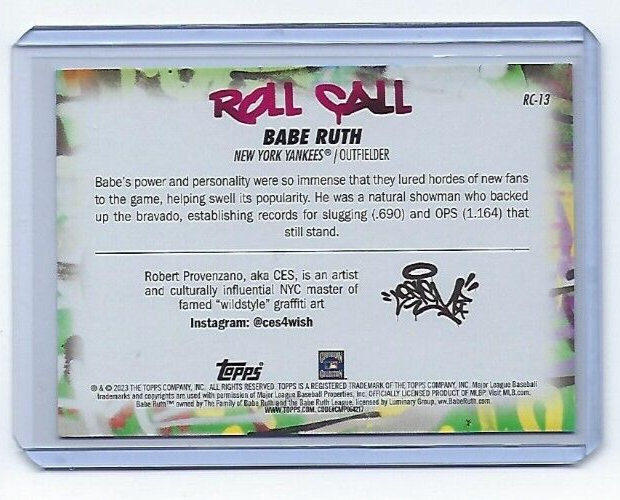 ROLL CALL
RC-13
BABE RUTH
NEW YORK YANKEES® / OUTFIELDER
Babe's power and personality were so immense that they lured hordes of new fans
to the game, helping swell its popularity. He was a natural showman who backed
up the bravado, establishing records for slugging (.690) and OPS (1.164) that
still stand.
Robert Provenzano, aka CES, is an artist
and culturally influential NYC master of
famed "wildstyle" graffiti art
Instagram: @ces4wish
Topps
® & © 2023 THE TOPPS COMPANY, INC. ALL RIGHTS RESERVED. TOPPS IS A REGISTERED TRADEMARK OF THE TOPPS COMPANY, INC. Major League Baseball
trademarks and copyrights are used with permission of Major League Baseball Properties, Inc. OFFICIALLY LICENSED PRODUCT OF MLBP. Visit MLB.com.
Babe Ruth™ owned by The Family of Babe Ruth and the Babe Ruth League, licensed by Luminary Group, www.BabeRuth.com.
WWW.TOPPS.COM. CODE#CMP064217